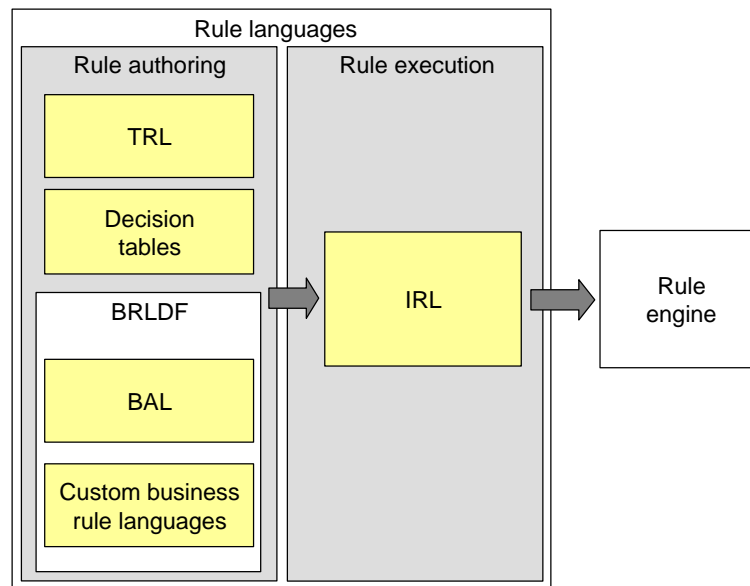 Rule languages
Rule authoring
Rule execution
TRL
Decision
tables
BRLDF
BAL
Custom business
rule languages
IRL
Rule
engine